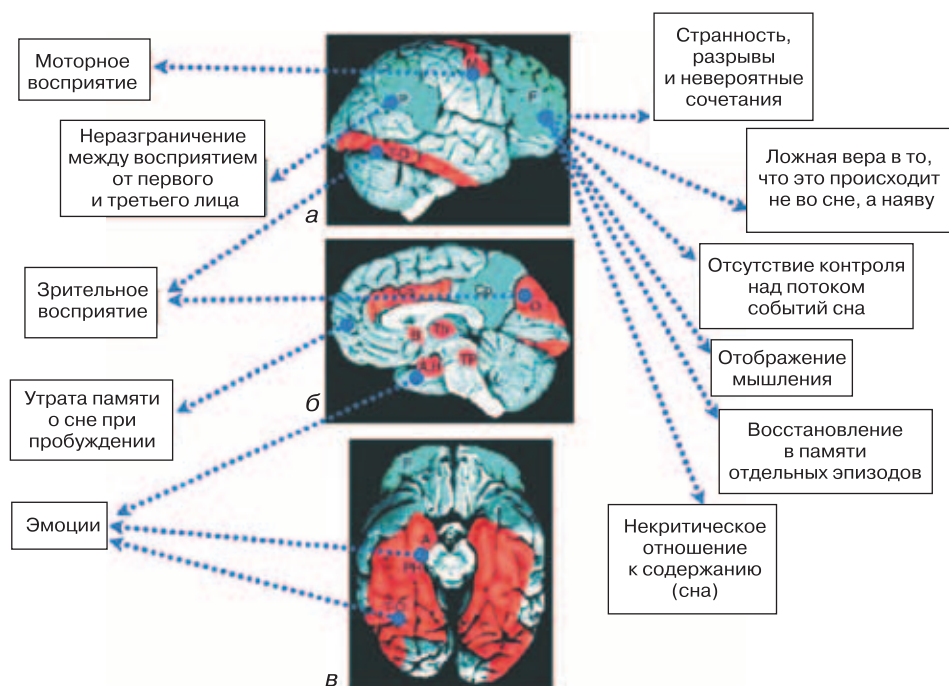 Моторное
восприятие
Неразграничение
между восприятием
от первого
и третьего лица
Зрительное
восприятие
Утрата памяти
о сне при
пробуждении
Эмоции
Странность,
разрывы
и невероятные
сочетания
Ложная вера в то,
что это происходит
не во сне, а наяву
Отсутствие контроля
над потоком
событий сна
Отображение
мышления
Восстановление
в памяти
отдельных эпизодов
Некритическое
отношение
к содержанию
(сна)
а
P
F
б
O
B
Th
TP
в
F
A